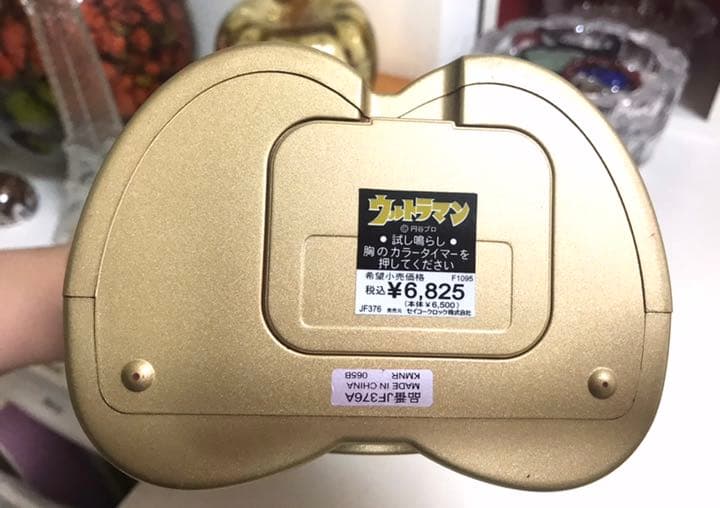 ウルトラマン
© 円谷プロ
• 試し鳴らし •
胸のカラータイマーを
押してください
希望小売価格 F1095
税込 ¥6,825
(本体 ¥6,500)
JF376 発売元 セイコークロック株式会社
品番JF376A
MADE IN CHINA
KMNR 065B